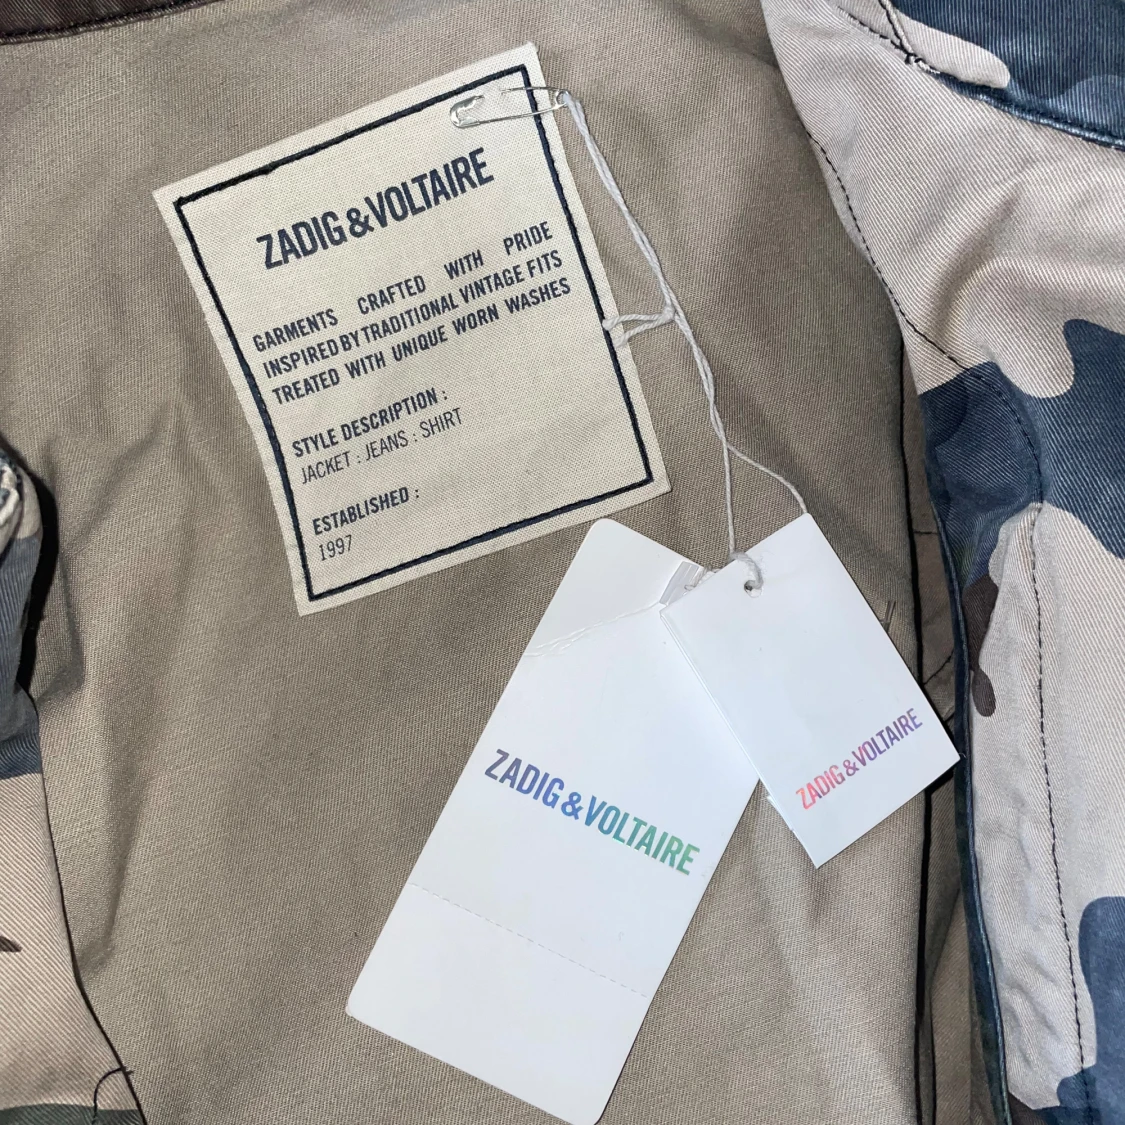 ZADIG&VOLTAIRE
GARMENTS CRAFTED WITH PRIDE
INSPIRED BY TRADITIONAL VINTAGE FITS
TREATED WITH UNIQUE WORN WASHES
STYLE DESCRIPTION :
JACKET : JEANS : SHIRT
ESTABLISHED :
1997
ZADIG&VOLTAIRE
ZADIG&VOLTAIRE